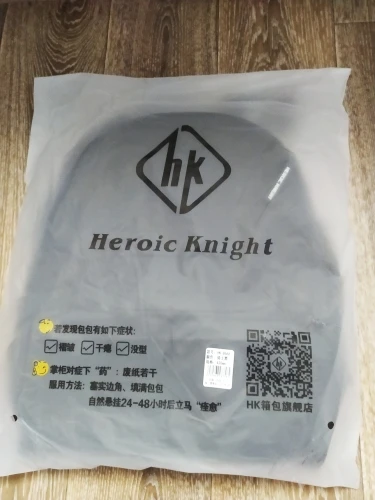 hk
Heroic Knight
若发现包包有如下症状:
褶皱 干瘪 没型
掌柜对症下"药":废纸若干
服用方法:塞实边角、填满包包
自然悬挂24-48小时后立马"痊愈"
HK箱包旗舰店